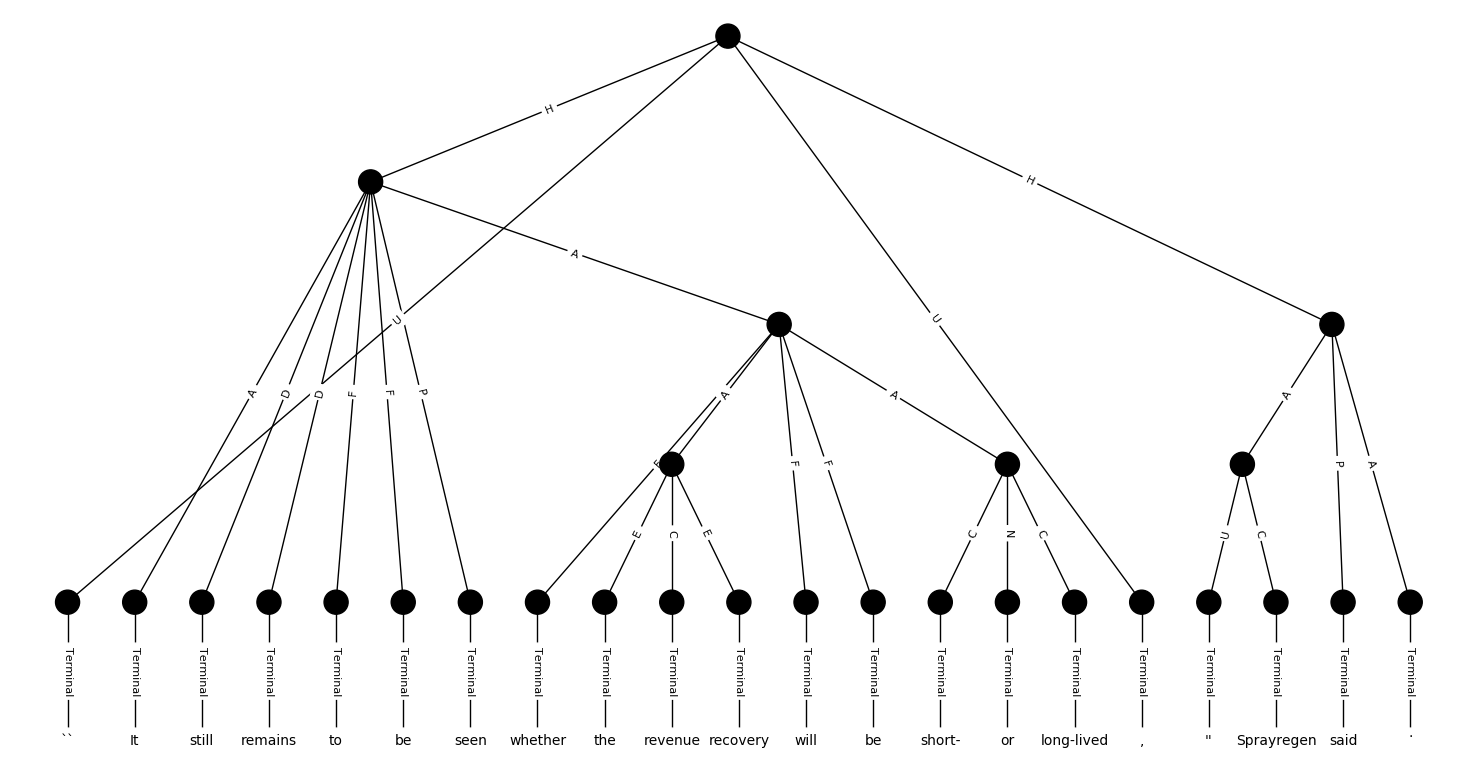 H
H
A
U
U
A D D F F P A A
F E C E F F C N C A P A
U C
Terminal Terminal Terminal Terminal Terminal Terminal Terminal Terminal Terminal Terminal Terminal Terminal Terminal Terminal Terminal Terminal Terminal Terminal Terminal Terminal Terminal
`` It still remains to be seen whether the revenue recovery will be short- or long-lived , " Sprayregen said .